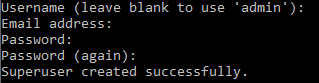 Username (leave blank to use 'admin'):
Email address:
Password:
Password (again):
Superuser created successfully.